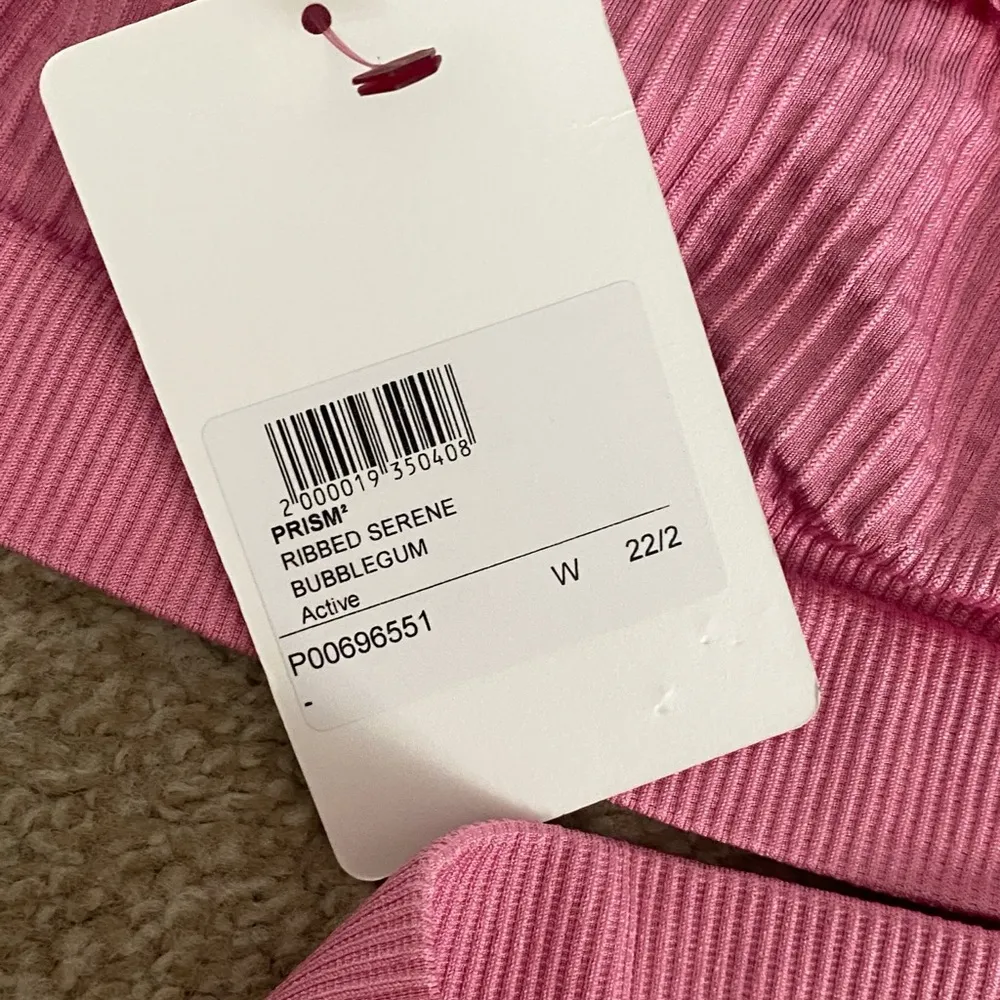 2 000019 350408
PRISM²
RIBBED SERENE
BUBBLEGUM
Active W 22/2
P00696551
-